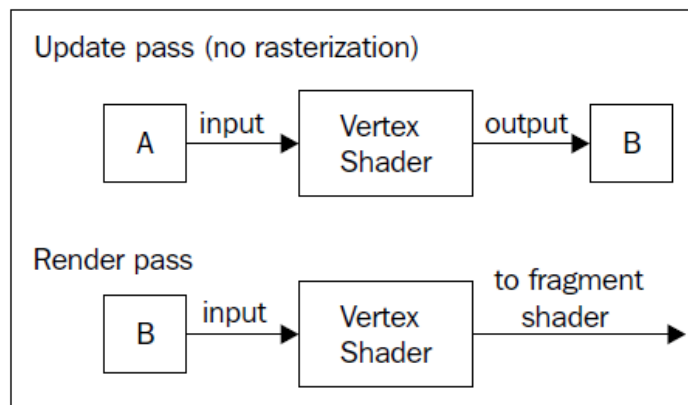 Update pass (no rasterization)
A
input
Vertex
Shader
output
B
Render pass
B
input
Vertex
Shader
to fragment
shader